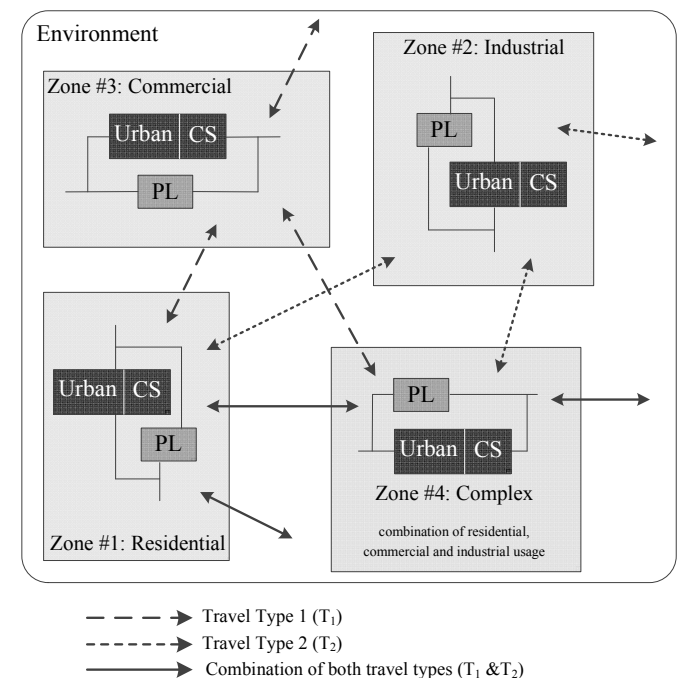 Environment
Zone #3: Commercial
Urban CS
PL
Zone #2: Industrial
PL
Urban CS
Urban CS
PL
Zone #1: Residential
PL
Urban CS
Zone #4: Complex
combination of residential,
commercial and industrial usage
Travel Type 1 (T₁)
Travel Type 2 (T₂)
Combination of both travel types (T₁ &T₂)